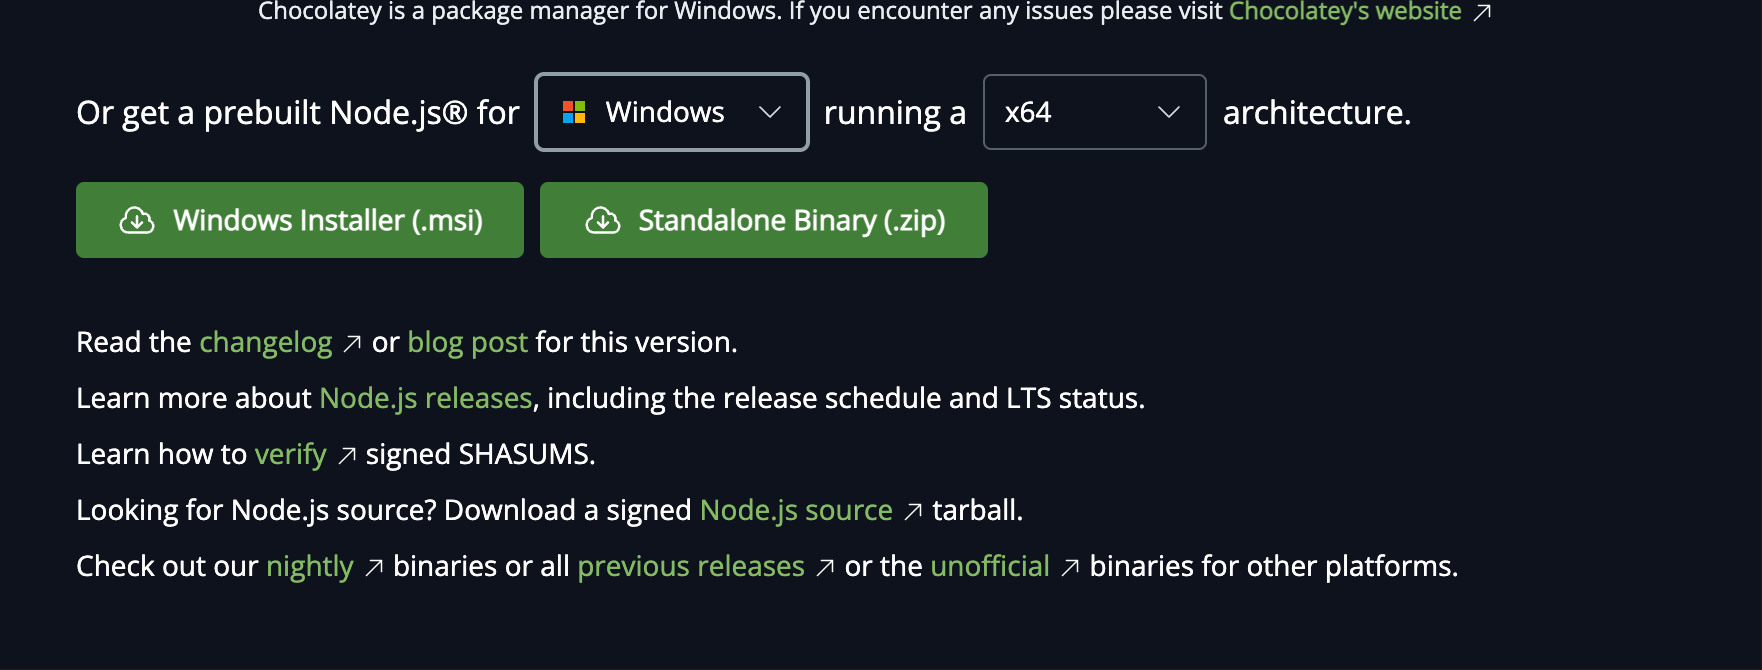 Chocolatey is a package manager for Windows. If you encounter any issues please visit Chocolatey's website
Or get a prebuilt Node.js® for Windows running a x64 architecture.
Windows Installer (.msi) Standalone Binary (.zip)
Read the changelog or blog post for this version.
Learn more about Node.js releases, including the release schedule and LTS status.
Learn how to verify signed SHASUMS.
Looking for Node.js source? Download a signed Node.js source tarball.
Check out our nightly binaries or all previous releases or the unofficial binaries for other platforms.